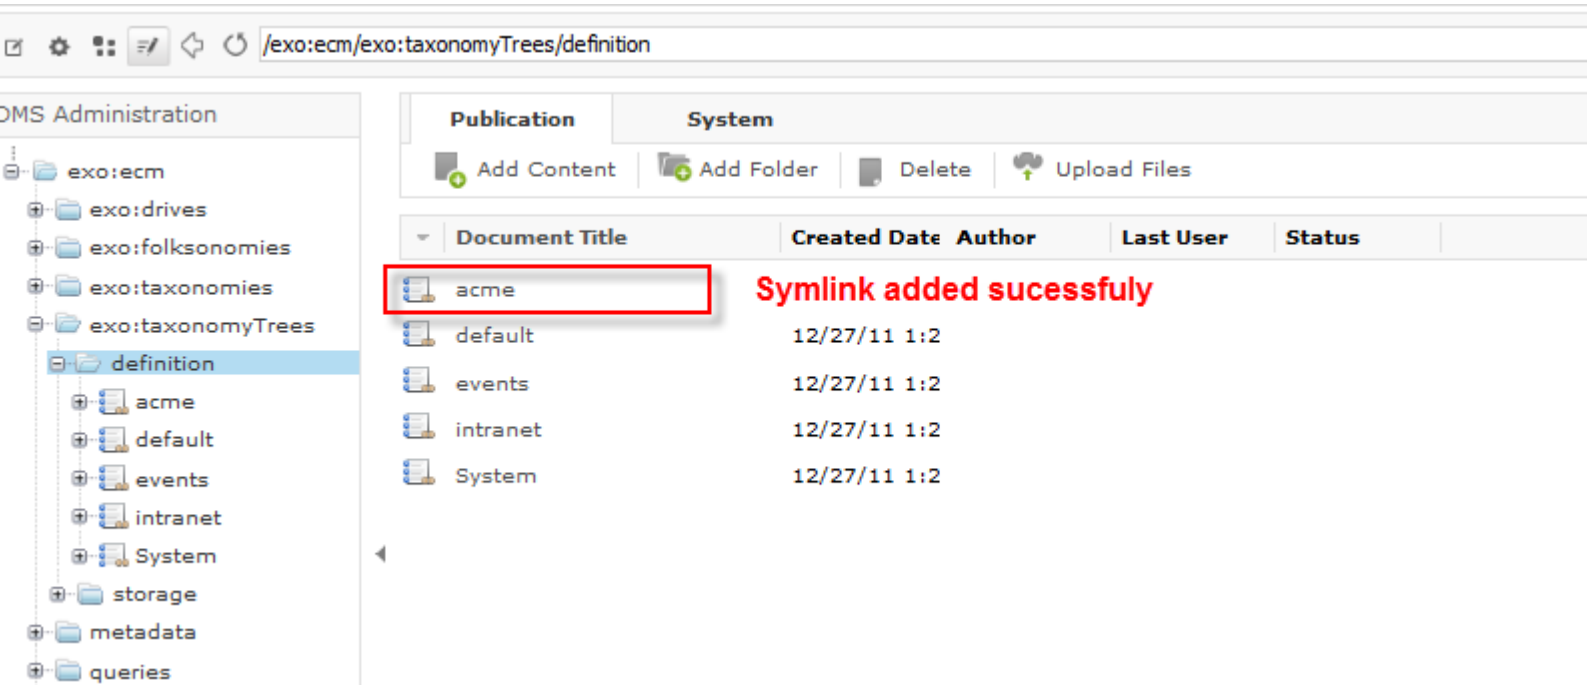 /exo:ecm/exo:taxonomyTrees/definition
DMS Administration
exo:ecm
exo:drives
exo:folksonomies
exo:taxonomies
exo:taxonomyTrees
definition
acme
default
events
intranet
System
storage
metadata
queries
Publication System
Add Content Add Folder Delete Upload Files
Document Title Created Date Author Last User Status
acme Symlink added sucessfuly
default 12/27/11 1:2
events 12/27/11 1:2
intranet 12/27/11 1:2
System 12/27/11 1:2